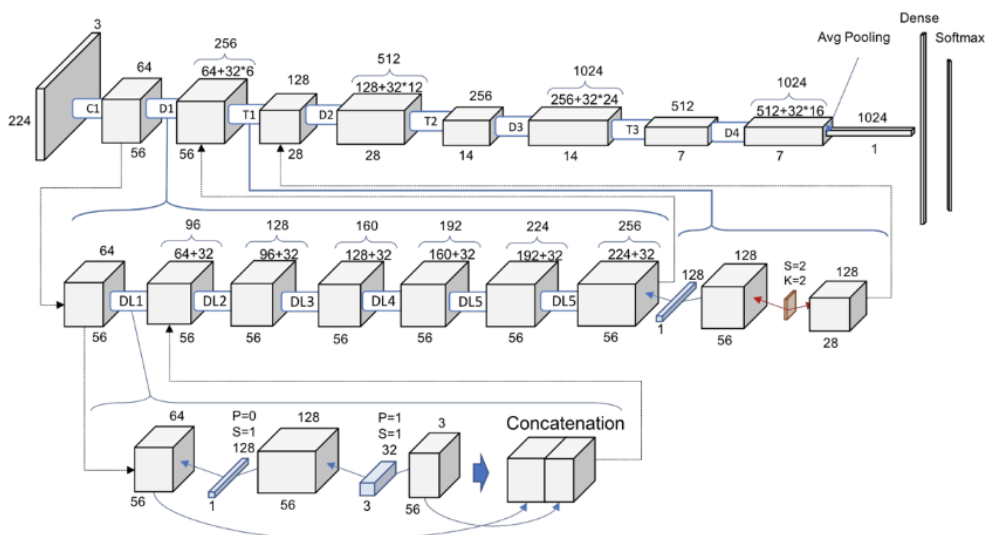 3
224
C1
64
56
D1
256
64+32*6
56
T1
128
28
D2
512
128+32*12
28
T2
256
14
D3
1024
256+32*24
14
T3
512
7
D4
1024
512+32*16
7
Avg Pooling
1024
1
Dense
Softmax
64
56
DL1
96
64+32
56
DL2
128
96+32
56
DL3
160
128+32
56
DL4
192
160+32
56
DL5
224
192+32
56
DL5
256
224+32
56
128
1
128
56
S=2
K=2
128
28
64
56
P=0
S=1
128
1
128
56
P=1
S=1
32
3
3
56
Concatenation